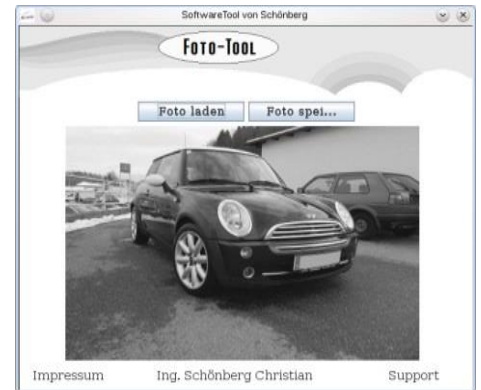 SoftwareTool von Schönberg
Foto-Tool
Foto laden Foto spei...
Impressum Ing. Schönberg Christian Support